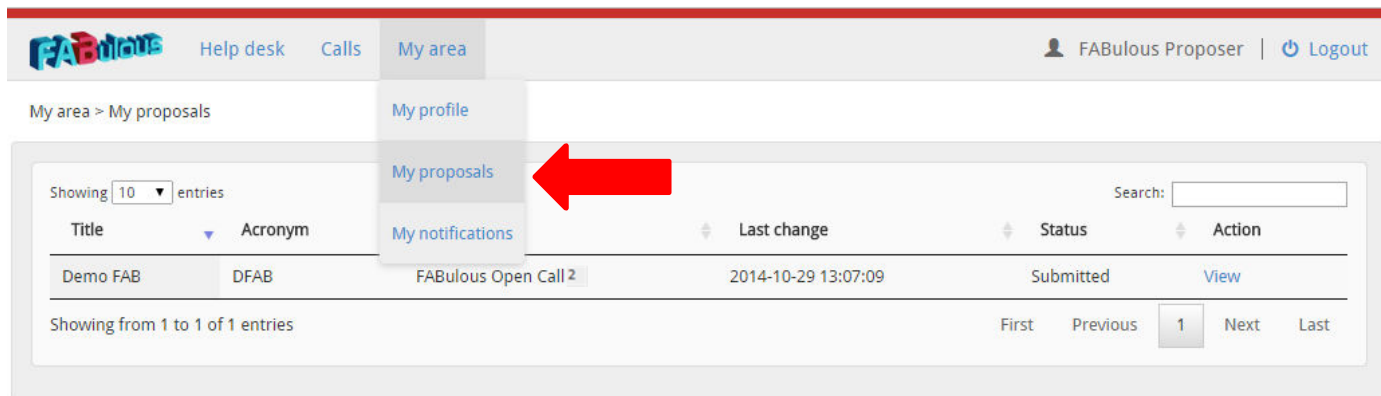 FABulous Help desk Calls My area FABulous Proposer | Logout
My area > My proposals
My profile
My proposals
My notifications
Showing 10 entries Search:
Title Acronym Last change Status Action
Demo FAB DFAB FABulous Open Call 2 2014-10-29 13:07:09 Submitted View
Showing from 1 to 1 of 1 entries First Previous 1 Next Last